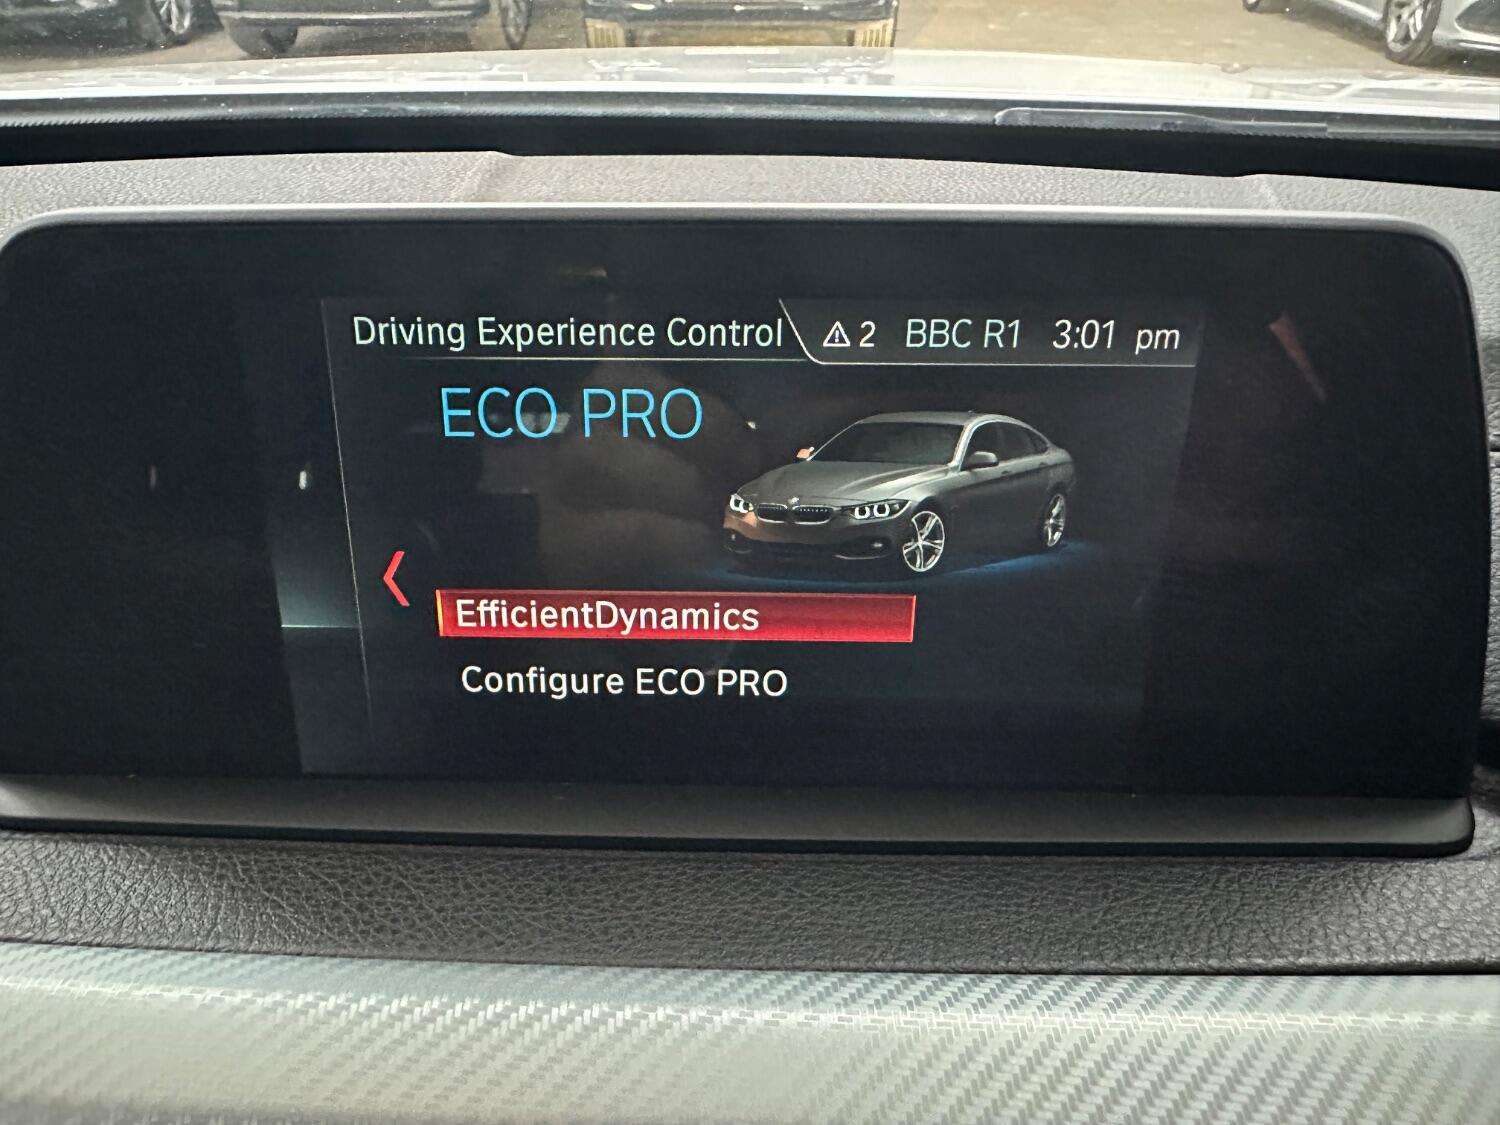 Driving Experience Control 2 BBC R1 3:01 pm
ECO PRO
EfficientDynamics
Configure ECO PRO